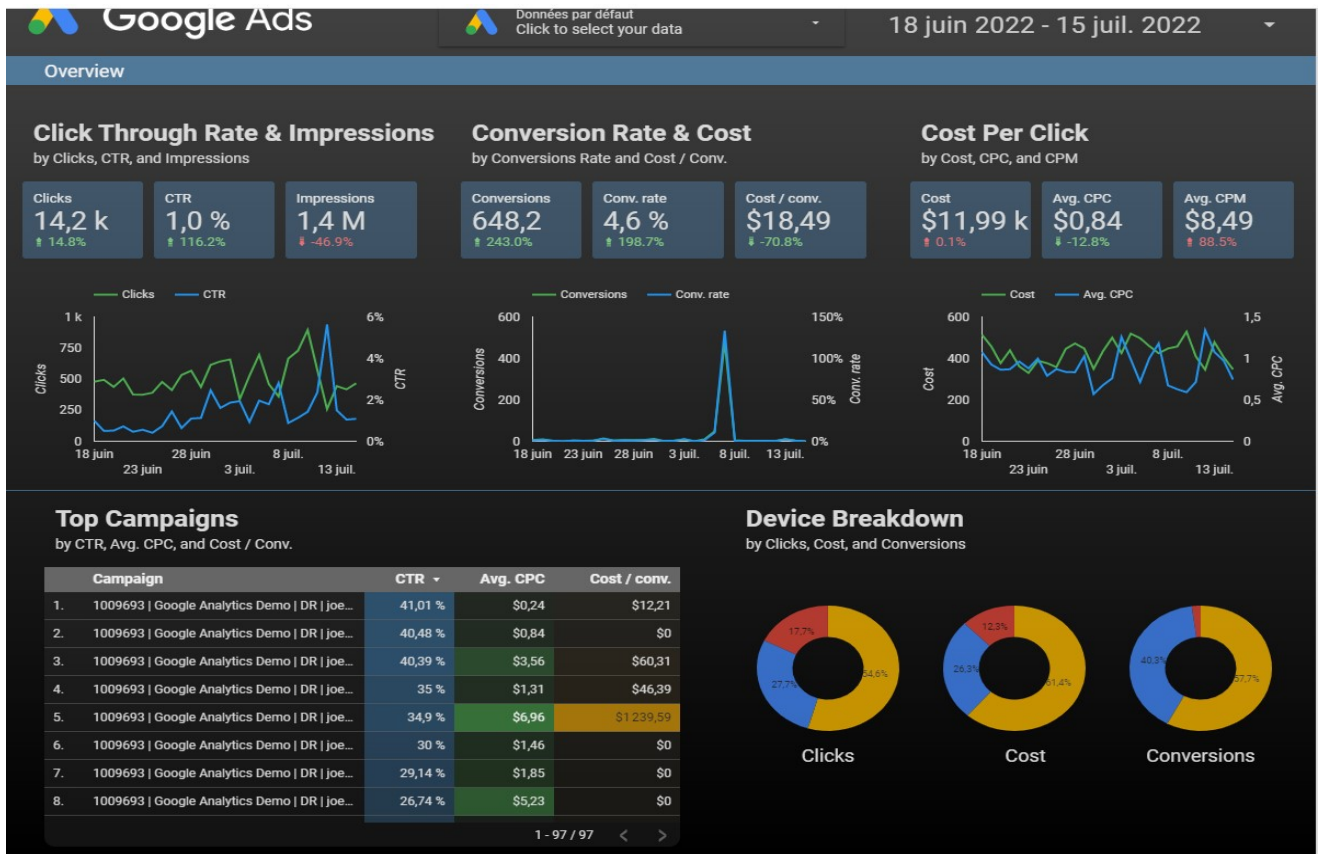 Google Ads
Données par défaut
Click to select your data
18 juin 2022 - 15 juil. 2022
Overview
Click Through Rate & Impressions
by Clicks, CTR, and Impressions
Clicks
14,2 k
14.8%
CTR
1,0 %
116.2%
Impressions
1,4 M
-46.9%
Clicks CTR
1 k
750
500
250
0
Clicks
6%
4%
2%
0%
CTR
18 juin 28 juin 8 juil.
23 juin 3 juil. 13 juil.
Conversion Rate & Cost
by Conversions Rate and Cost / Conv.
Conversions
648,2
243.0%
Conv. rate
4,6 %
198.7%
Cost / conv.
$18,49
-70.8%
Conversions Conv. rate
600
400
200
0
Conversions
150%
100%
50%
0%
Conv. rate
18 juin 23 juin 28 juin 3 juil. 8 juil. 13 juil.
Cost Per Click
by Cost, CPC, and CPM
Cost
$11,99 k
0.1%
Avg. CPC
$0,84
-12.8%
Avg. CPM
$8,49
88.5%
Cost Avg. CPC
600
400
200
0
Cost
1,5
1
0,5
0
Avg. CPC
18 juin 28 juin 8 juil.
23 juin 3 juil. 13 juil.
Top Campaigns
by CTR, Avg. CPC, and Cost / Conv.
Campaign CTR Avg. CPC Cost / conv.
1. 1009693 | Google Analytics Demo | DR | joe... 41,01 % $0,24 $12,21
2. 1009693 | Google Analytics Demo | DR | joe... 40,48 % $0,84 $0
3. 1009693 | Google Analytics Demo | DR | joe... 40,39 % $3,56 $60,31
4. 1009693 | Google Analytics Demo | DR | joe... 35 % $1,31 $46,39
5. 1009693 | Google Analytics Demo | DR | joe... 34,9 % $6,96 $1 239,59
6. 1009693 | Google Analytics Demo | DR | joe... 30 % $1,46 $0
7. 1009693 | Google Analytics Demo | DR | joe... 29,14 % $1,85 $0
8. 1009693 | Google Analytics Demo | DR | joe... 26,74 % $5,23 $0
1 - 97 / 97 < >
Device Breakdown
by Clicks, Cost, and Conversions
17,7%
27,7%
54,6%
Clicks
12,3%
26,3%
61,4%
Cost
40,3%
57,7%
Conversions